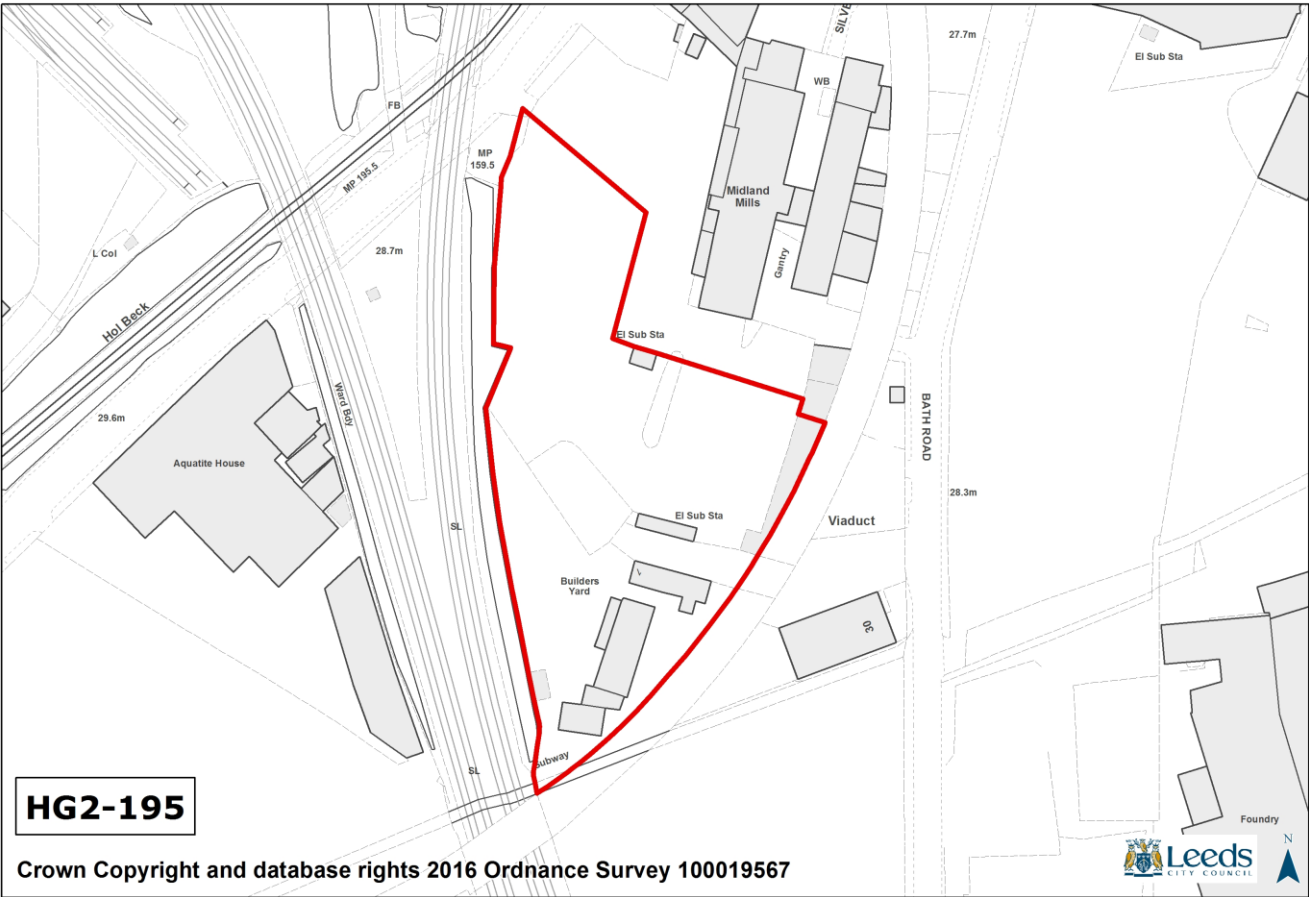 SILVE
27.7m
El Sub Sta
WB
FB
MP
159.5
MP 195.5
Midland
Mills
L Col
28.7m
Gantry
Hol Beck
El Sub Sta
Ward Bdy
BATH ROAD
29.6m
Aquatite House
28.3m
SL
El Sub Sta
Viaduct
Builders
Yard
30
Subway
SL
HG2-195
Foundry
N
Leeds
CITY COUNCIL
Crown Copyright and database rights 2016 Ordnance Survey 100019567